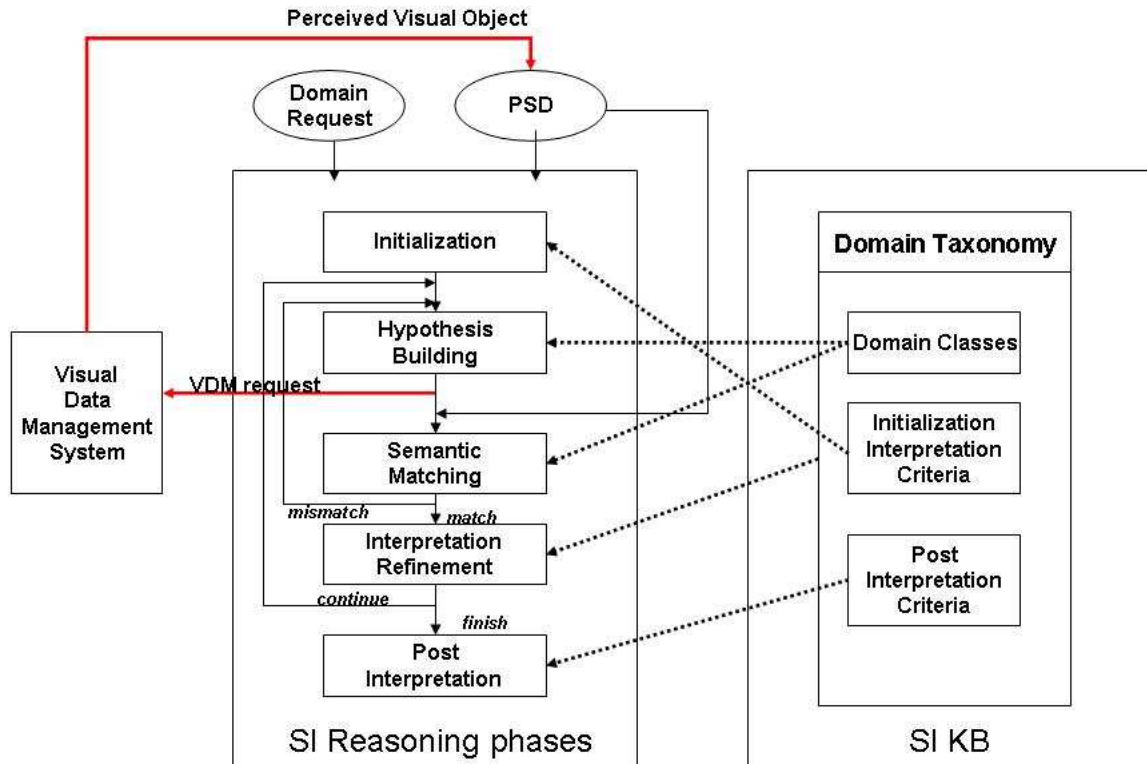 Perceived Visual Object
Domain
Request
PSD
Initialization
Hypothesis
Building
VDM request
Visual
Data
Management
System
Semantic
Matching
mismatch
match
Interpretation
Refinement
continue
finish
Post
Interpretation
SI Reasoning phases
Domain Taxonomy
Domain Classes
Initialization
Interpretation
Criteria
Post
Interpretation
Criteria
SI KB